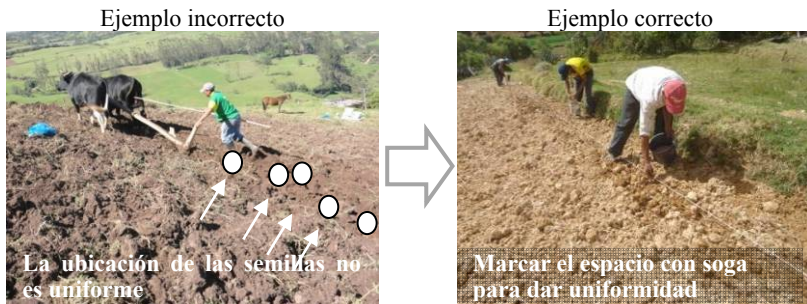 Ejemplo incorrecto
Ejemplo correcto
La ubicación de las semillas no
es uniforme
Marcar el espacio con soga
para dar uniformidad